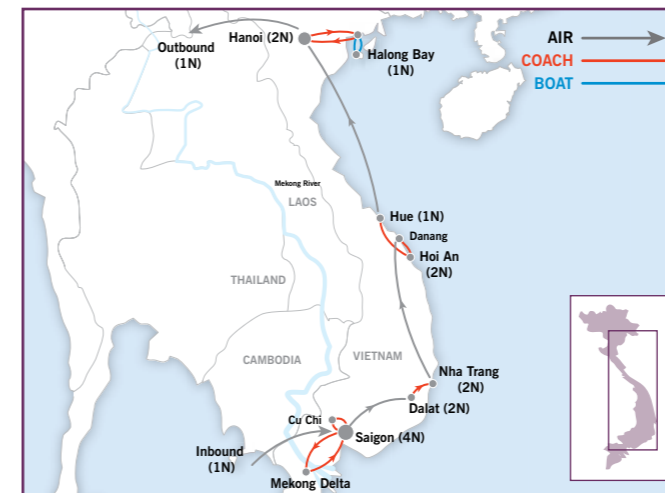 Outbound
(1N)
Hanoi (2N)
Halong Bay
(1N)
AIR
COACH
BOAT
Mekong River
LAOS
Hue (1N)
Danang
Hoi An
(2N)
THAILAND
CAMBODIA
VIETNAM
Nha Trang
(2N)
Dalat (2N)
Cu Chi
Saigon (4N)
Inbound
(1N)
Mekong Delta